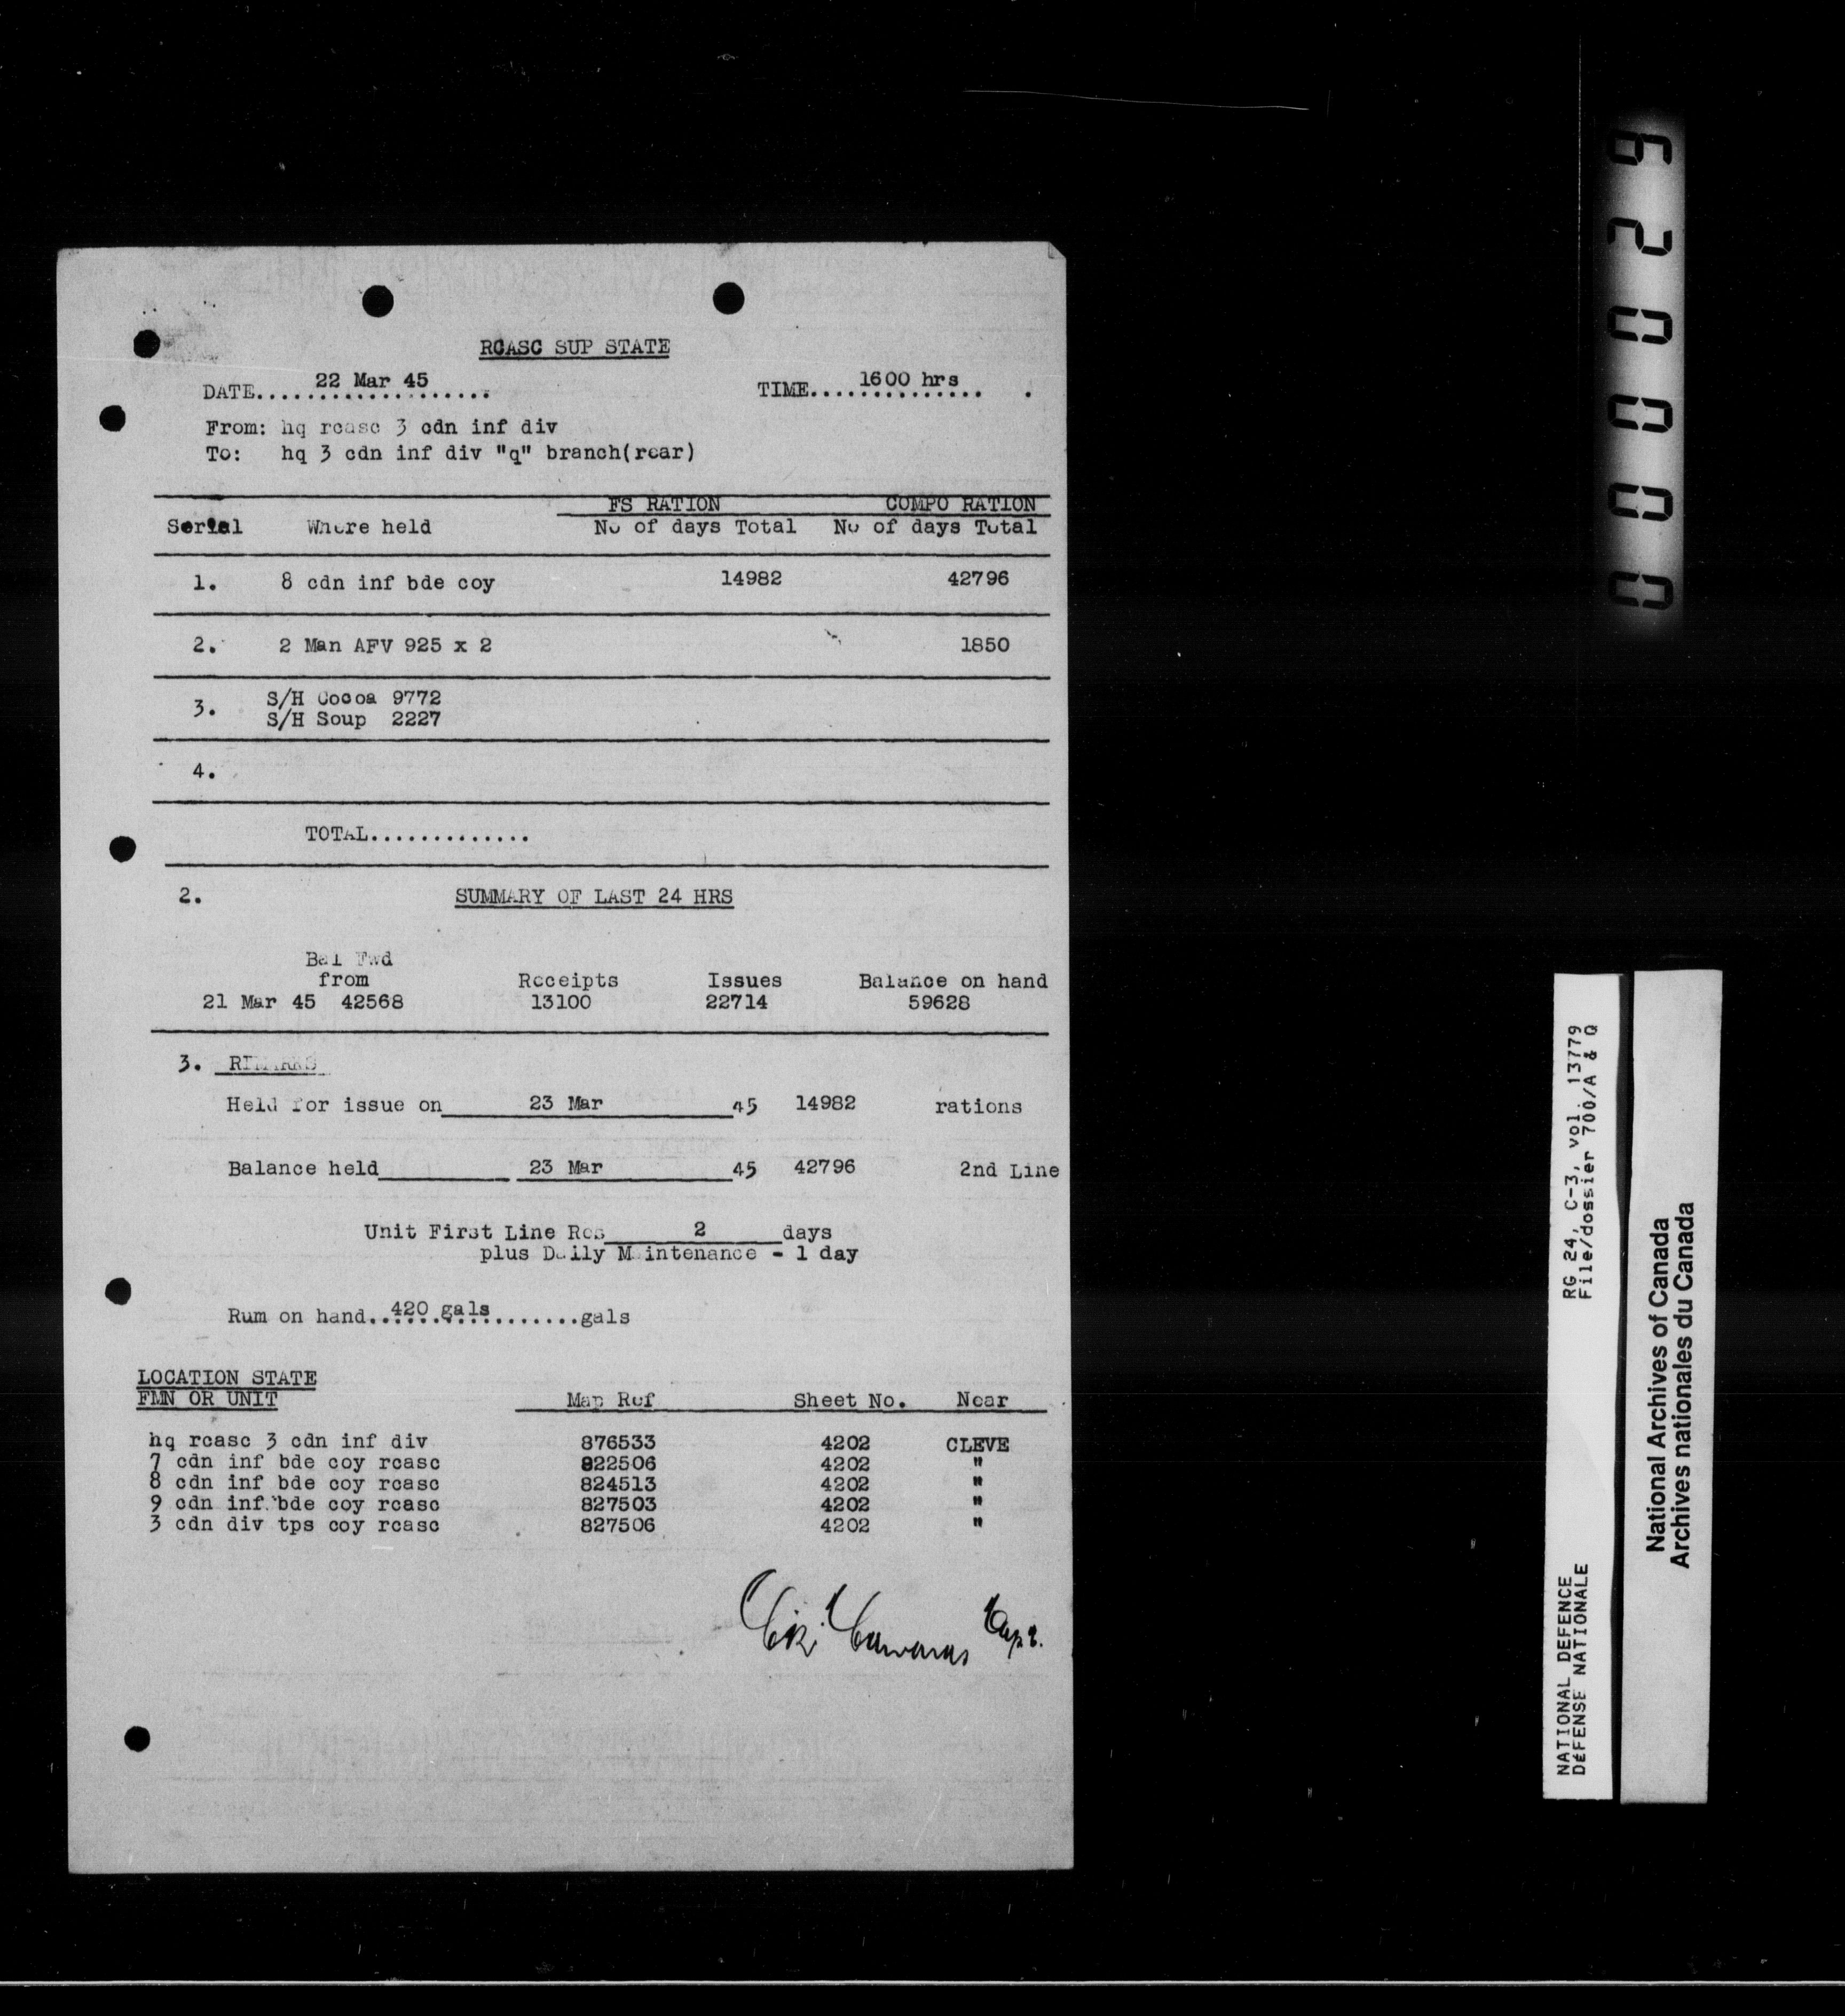 RCASC SUP STATE
DATE...22 Mar 45...
TIME...1600 hrs...
From: hq rcasc 3 cdn inf div
To: hq 3 cdn inf div "q" branch(rear)
FS RATION COMPO RATION
Serial Where held No of days Total No of days Total
1. 8 cdn inf bde coy 14982 42796
2. 2 Man AFV 925 x 2 1850
3. S/H Cocoa 9772
S/H Soup 2227
4.
TOTAL.............
2. SUMMARY OF LAST 24 HRS
Bal Fwd
from Receipts Issues Balance on hand
21 Mar 45 42568 13100 22714 59628
3. REMARKS
Held for issue on 23 Mar 45 14982 rations
Balance held 23 Mar 45 42796 2nd Line
Unit First Line Res 2 days
plus Daily Maintenance - 1 day
Rum on hand..420 gals...........gals
LOCATION STATE
FMN OR UNIT Map Ref Sheet No. Near
hq rcasc 3 cdn inf div 876533 4202 CLEVE
7 cdn inf bde coy rcasc 822506 4202 "
8 cdn inf bde coy rcasc 824513 4202 "
9 cdn inf bde coy rcasc 827503 4202 "
3 cdn div tps coy rcasc 827506 4202 "
Capt.
000029
NATIONAL DEFENCE RG 24, C-3, vol. 13779
DÉFENSE NATIONALE File/dossier 700/A & Q
National Archives of Canada
Archives nationales du Canada